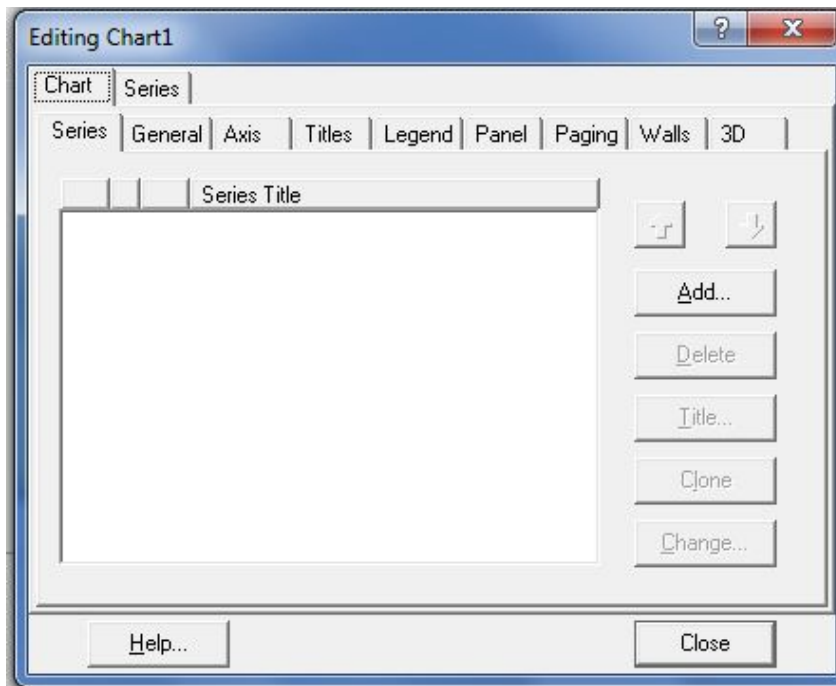 Editing Chart1
?
X
Chart Series
Series General Axis Titles Legend Panel Paging Walls 3D
Series Title
Add...
Delete
Title...
Clone
Change...
Help... Close